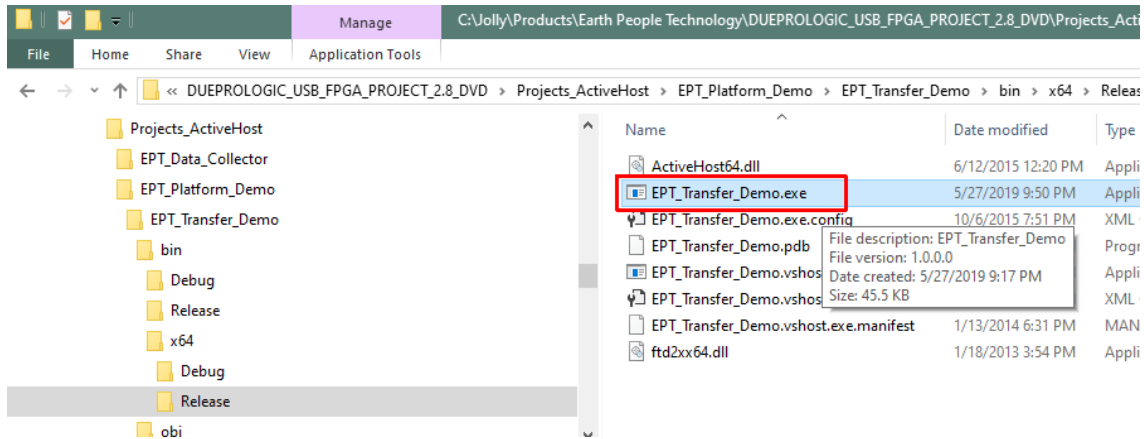 Manage
C:\Jolly\Products\Earth People Technology\DUEPROLOGIC_USB_FPGA_PROJECT_2.8_DVD\Projects_Acti
File Home Share View Application Tools
« DUEPROLOGIC_USB_FPGA_PROJECT_2.8_DVD > Projects_ActiveHost > EPT_Platform_Demo > EPT_Transfer_Demo > bin > x64 > Releas
Projects_ActiveHost
EPT_Data_Collector
EPT_Platform_Demo
EPT_Transfer_Demo
bin
Debug
Release
x64
Debug
Release
obj
Name Date modified Type
ActiveHost64.dll 6/12/2015 12:20 PM Appli
EPT_Transfer_Demo.exe 5/27/2019 9:50 PM Appli
EPT_Transfer_Demo.exe.config 10/6/2015 7:51 PM XML
EPT_Transfer_Demo.pdb Progr
EPT_Transfer_Demo.vshos Appli
EPT_Transfer_Demo.vshos XML
EPT_Transfer_Demo.vshost.exe.manifest 1/13/2014 6:31 PM MAN
ftd2xx64.dll 1/18/2013 3:54 PM Appli
File description: EPT_Transfer_Demo
File version: 1.0.0.0
Date created: 5/27/2019 9:17 PM
Size: 45.5 KB